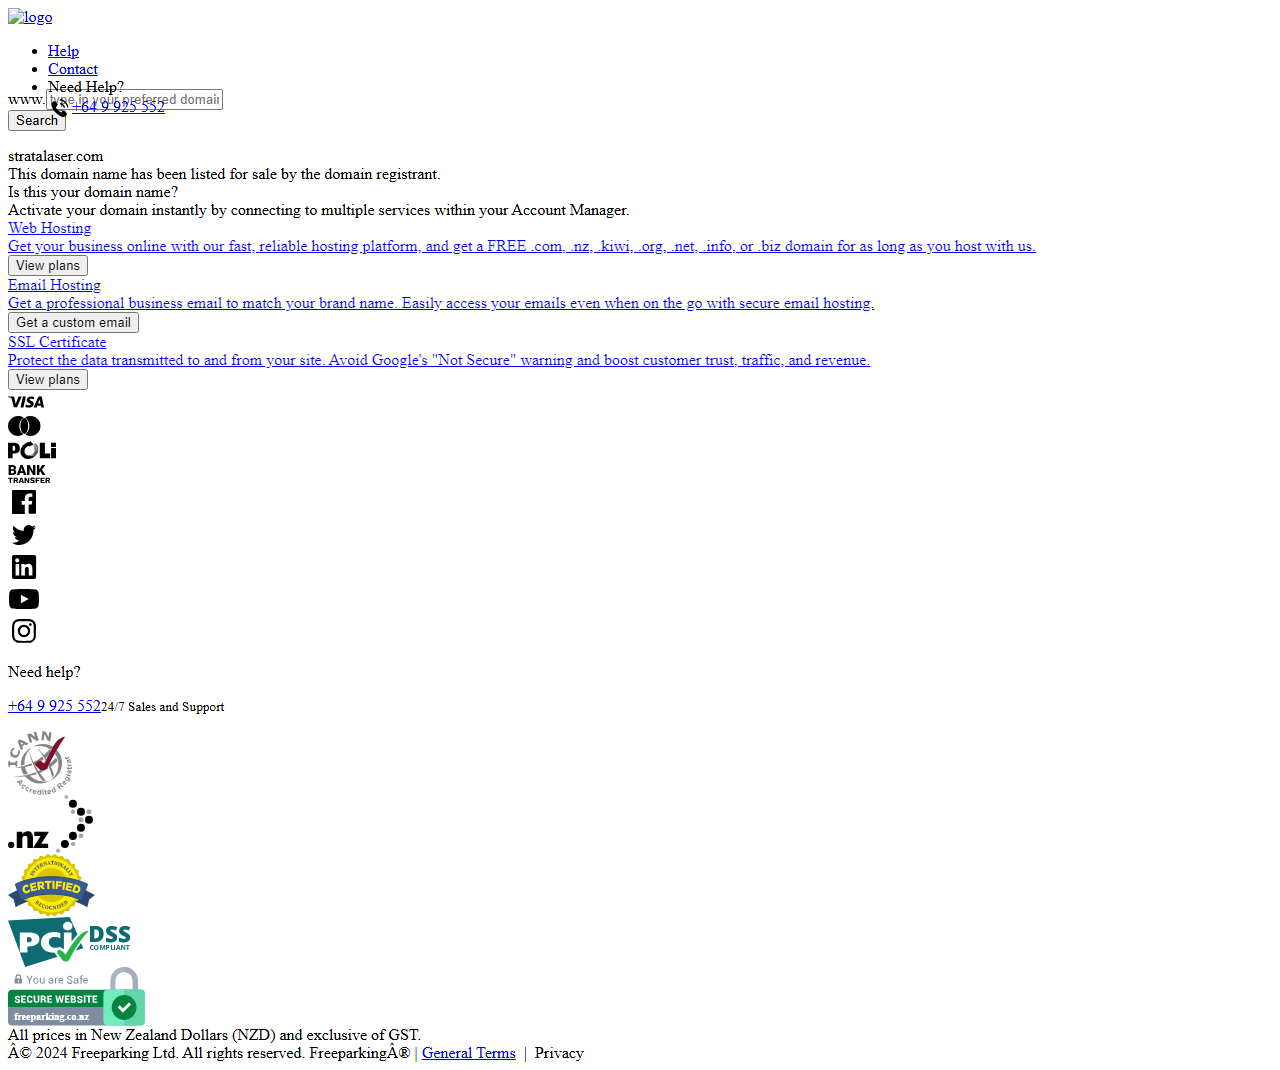 logo
Help
Contact
Need Help?
+64 9 925 552
www.
type in your preferred domain
Search
stratalaser.com
This domain name has been listed for sale by the domain registrant.
Is this your domain name?
Activate your domain instantly by connecting to multiple services within your Account Manager.
Web Hosting
Get your business online with our fast, reliable hosting platform, and get a FREE .com, .nz, .kiwi, .org, .net, .info, or .biz domain for as long as you host with us.
View plans
Email Hosting
Get a professional business email to match your brand name. Easily access your emails even when on the go with secure email hosting.
Get a custom email
SSL Certificate
Protect the data transmitted to and from your site. Avoid Google's "Not Secure" warning and boost customer trust, traffic, and revenue.
View plans
VISA
POLi
BANK
TRANSFER
Need help?
+64 9 925 552 24/7 Sales and Support
ICANN
Accredited Registrar
.nz
INTERNATIONALLY
CERTIFIED
RECOGNIZED
PCI DSS
COMPLIANT
You are Safe
SECURE WEBSITE
freeparking.co.nz
All prices in New Zealand Dollars (NZD) and exclusive of GST.
Â© 2024 Freeparking Ltd. All rights reserved. FreeparkingÂ® | General Terms | Privacy